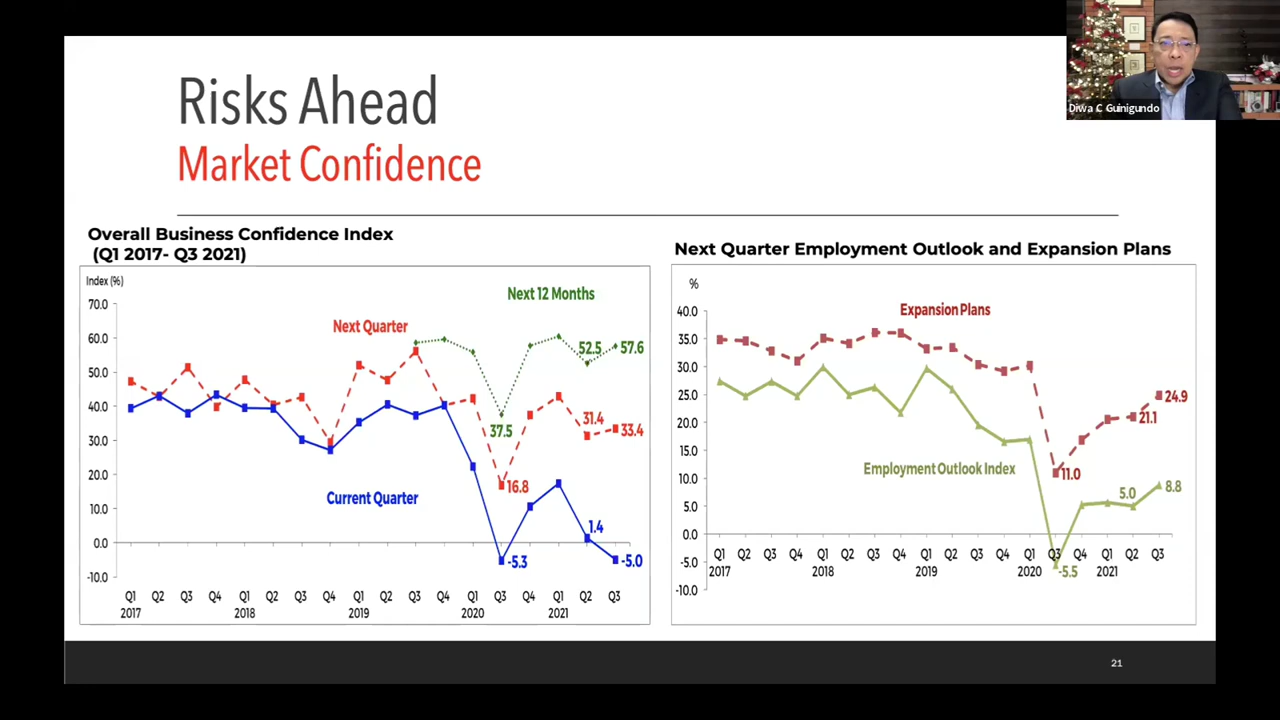 Diwa C Guinigundo
Risks Ahead
Market Confidence
Overall Business Confidence Index
(Q1 2017- Q3 2021)
Index (%)
70.0
60.0
50.0
40.0
30.0
20.0
10.0
0.0
-10.0
Next 12 Months
Next Quarter
Current Quarter
52.5
57.6
37.5
31.4
33.4
16.8
1.4
-5.3
-5.0
Q1 Q2 Q3 Q4 Q1 Q2 Q3 Q4 Q1 Q2 Q3 Q4 Q1 Q3 Q4 Q1 Q2 Q3
2017 2018 2019 2020 2021
Next Quarter Employment Outlook and Expansion Plans
%
40.0
35.0
30.0
25.0
20.0
15.0
10.0
5.0
0.0
-5.0
-10.0
Expansion Plans
Employment Outlook Index
24.9
21.1
11.0
5.0
8.8
-5.5
Q1 Q2 Q3 Q4 Q1 Q2 Q3 Q4 Q1 Q2 Q3 Q4 Q1 Q3 Q4 Q1 Q2 Q3
2017 2018 2019 2020 2021
21